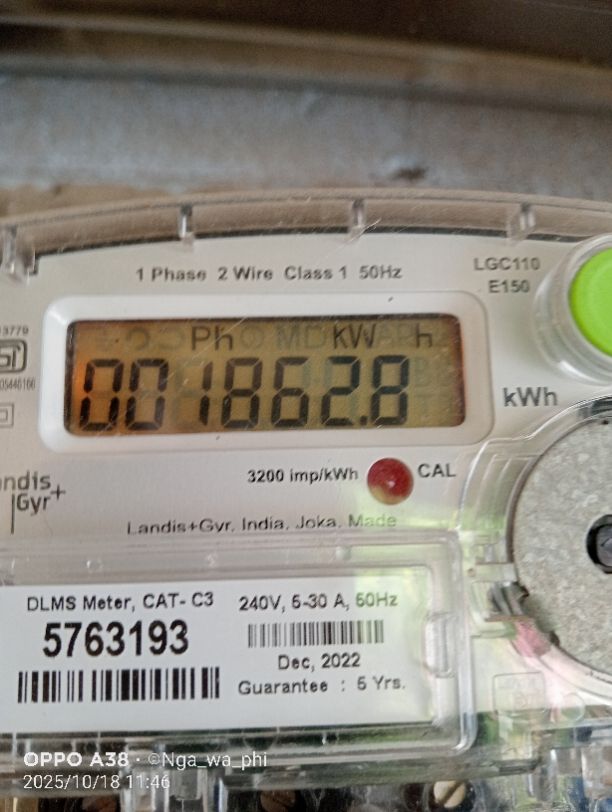 1 Phase 2 Wire Class 1 50Hz
LGC110
E150
Ph MD kW h
001862.8
kWh
3200 imp/kWh
CAL
Gyr+
Landis+Gyr, India, Joka, Made
DLMS Meter, CAT- C3
5763193
240V, 5-30 A, 50Hz
Dec, 2022
Guarantee : 5 Yrs.
OPPO A38 · ©Nga_wa_phi
2025/10/18 11:46